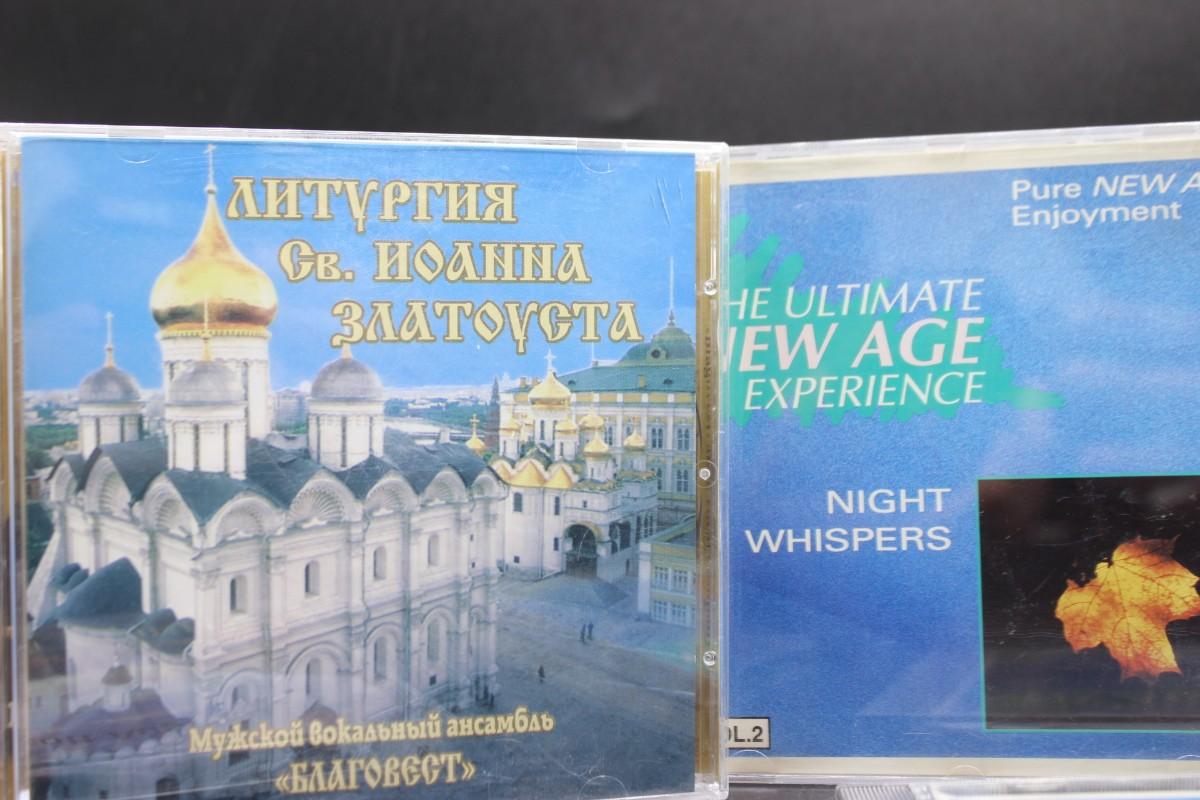 ЛИТУРГИЯ
Св. ИОАННА
ЗЛАТОУСТА
Мужской вокальный ансамбль
«БЛАГОВЕСТ»
Pure NEW A
Enjoyment
HE ULTIMATE
NEW AGE
EXPERIENCE
NIGHT
WHISPERS
OL.2